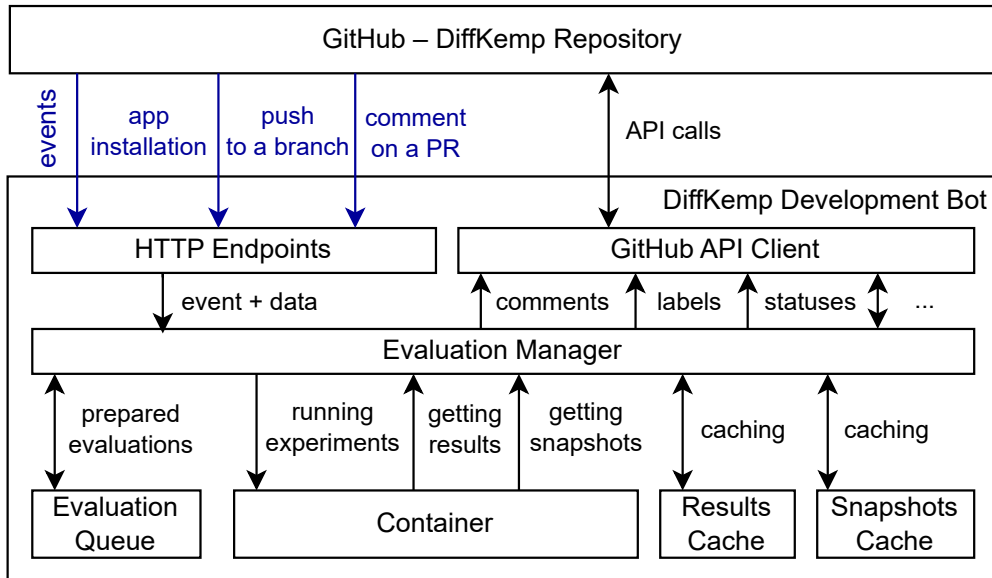 GitHub – DiffKemp Repository
events
app
installation
push
to a branch
comment
on a PR
API calls
DiffKemp Development Bot
HTTP Endpoints
GitHub API Client
event + data
comments
labels
statuses
...
Evaluation Manager
prepared
evaluations
running
experiments
getting
results
getting
snapshots
caching
caching
Evaluation
Queue
Container
Results
Cache
Snapshots
Cache